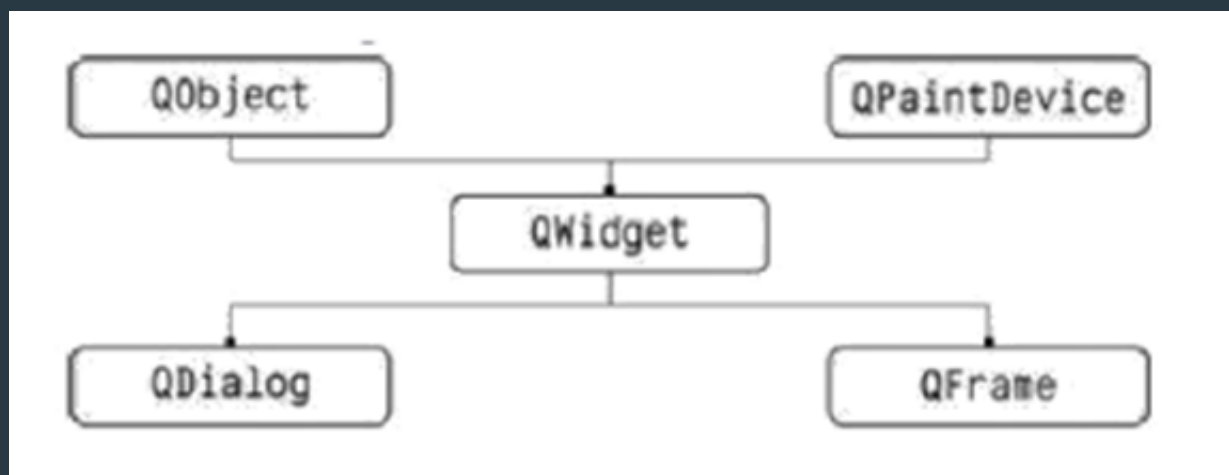 QObject
QPaintDevice
QWidget
QDialog
QFrame